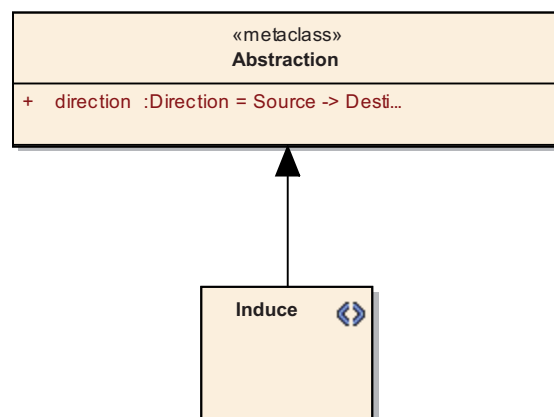 «metaclass»
Abstraction
+ direction :Direction = Source -> Desti...
Induce